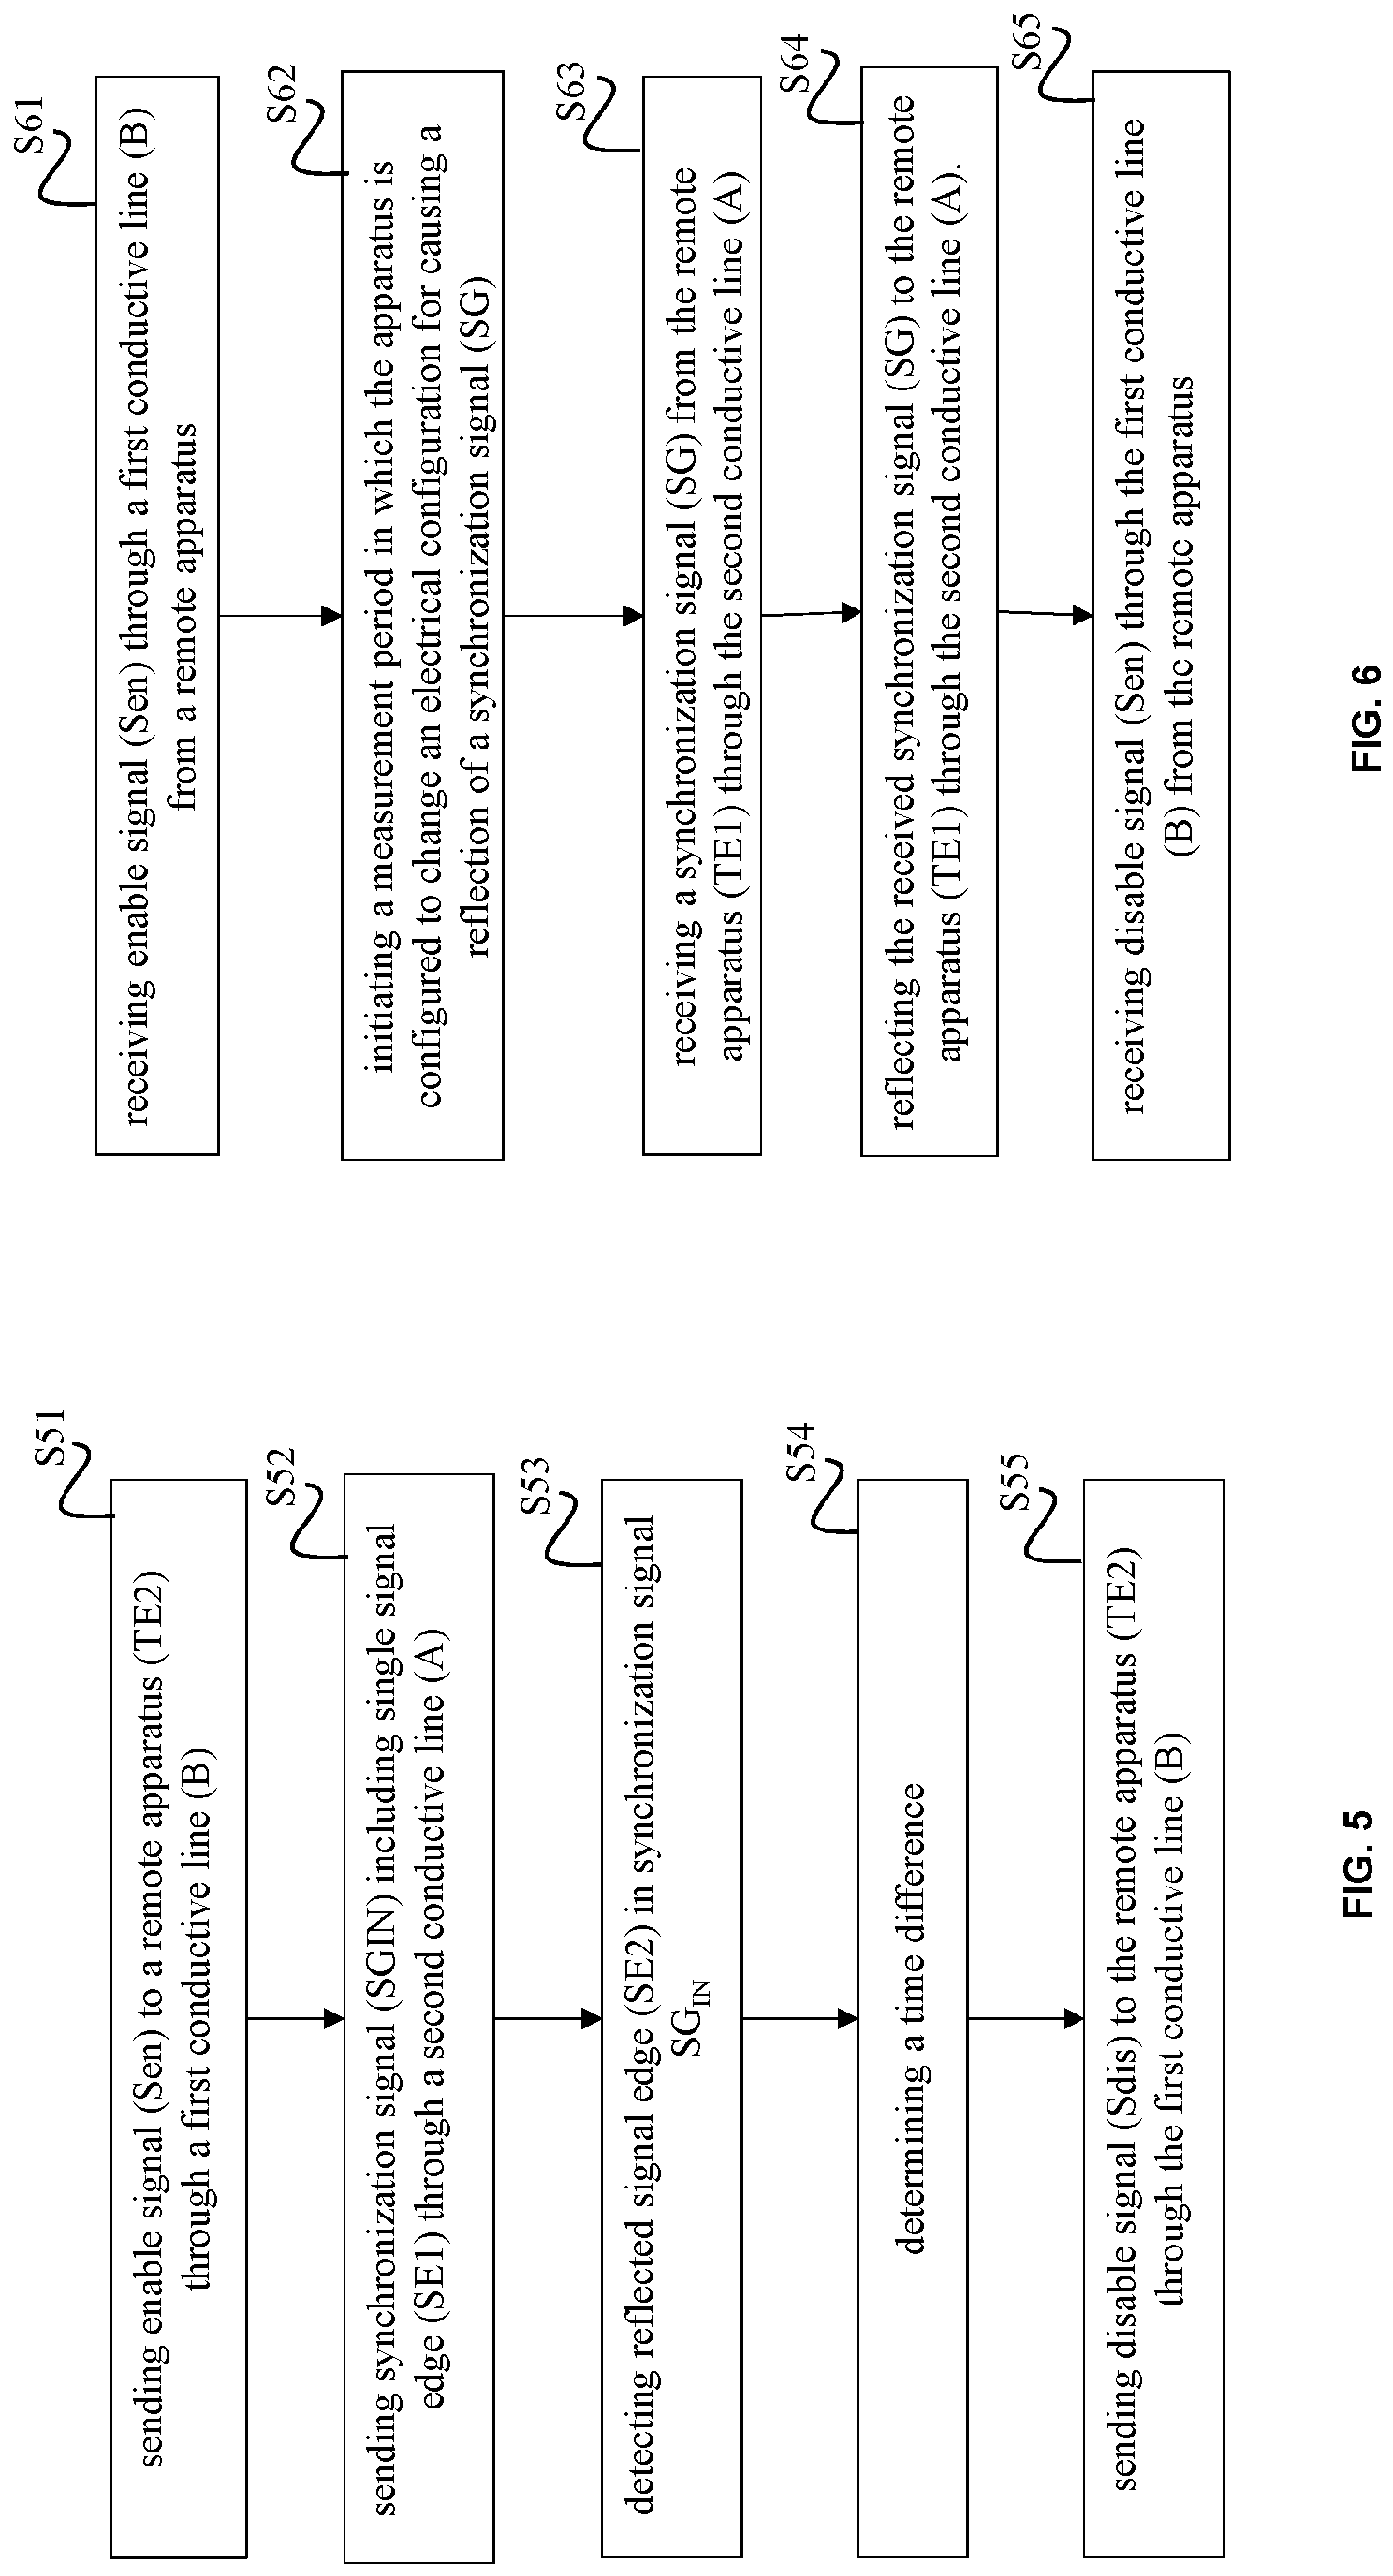 S51
sending enable signal (Sen) to a remote apparatus (TE2)
through a first conductive line (B)
S52
sending synchronization signal (SGIN) including single signal
edge (SE1) through a second conductive line (A)
S53
detecting reflected signal edge (SE2) in synchronization signal
SGIN
S54
determining a time difference
S55
sending disable signal (Sdis) to the remote apparatus (TE2)
through the first conductive line (B)
FIG. 5
S61
receiving enable signal (Sen) through a first conductive line (B)
from a remote apparatus
S62
initiating a measurement period in which the apparatus is
configured to change an electrical configuration for causing a
reflection of a synchronization signal (SG)
S63
receiving a synchronization signal (SG) from the remote
apparatus (TE1) through the second conductive line (A)
S64
reflecting the received synchronization signal (SG) to the remote
apparatus (TE1) through the second conductive line (A).
S65
receiving disable signal (Sen) through the first conductive line
(B) from the remote apparatus
FIG. 6